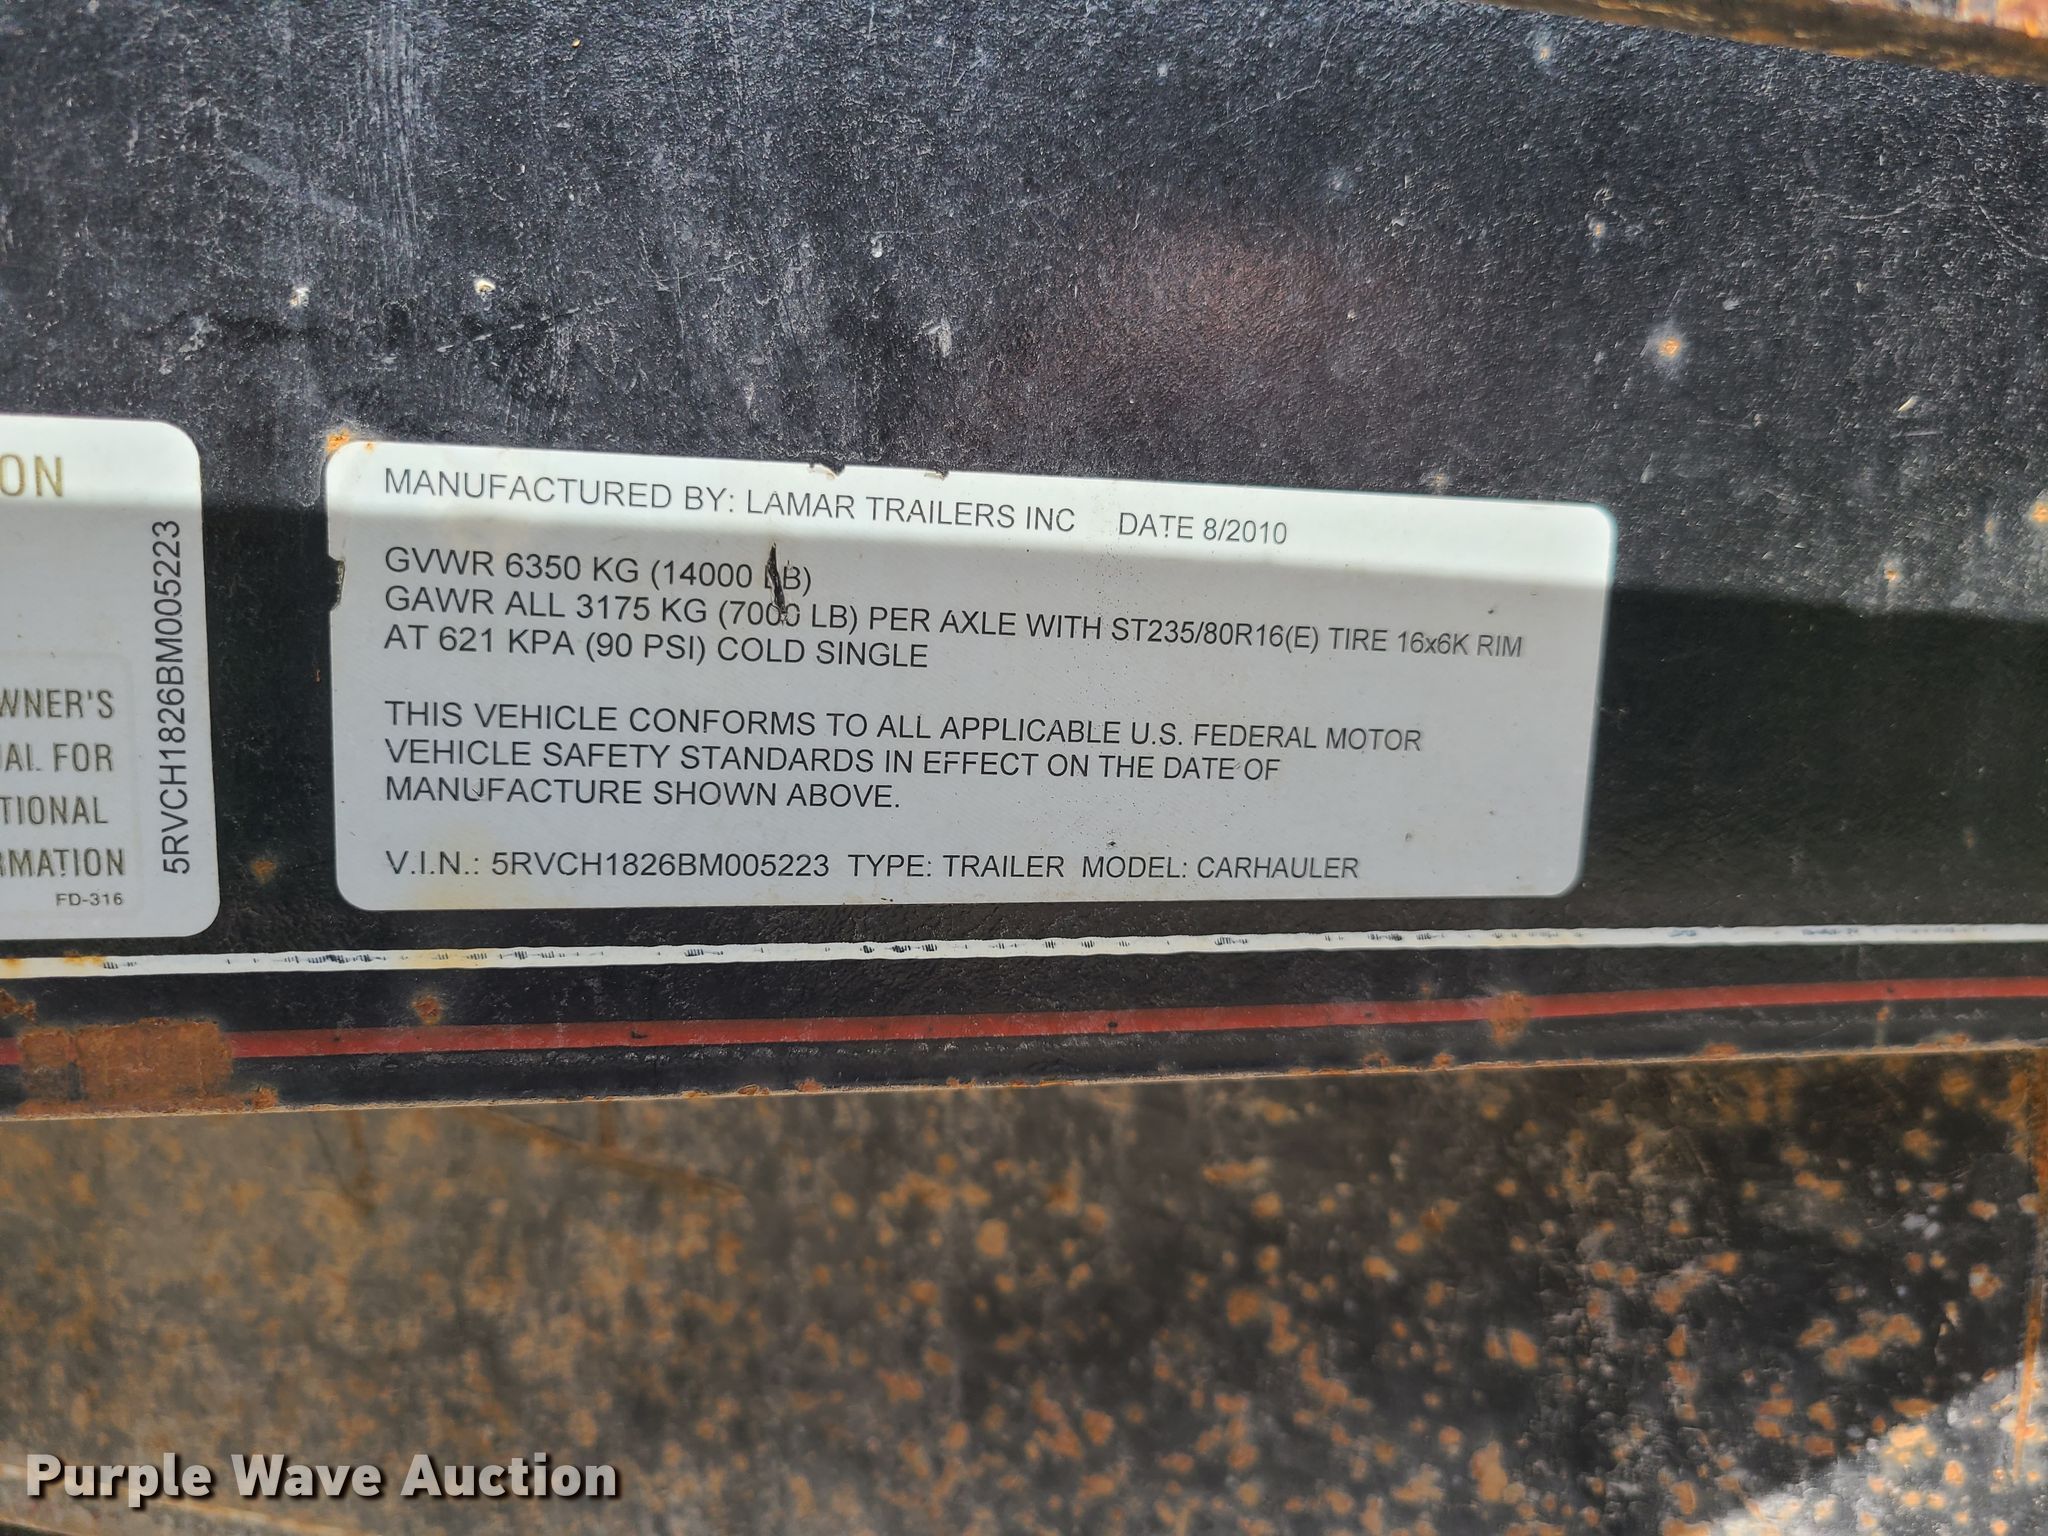 ON
WNER'S
FOR
TIONAL
RMATION
FD-316
5RVCH1826BM005223
MANUFACTURED BY: LAMAR TRAILERS INC DATE 8/2010
GVWR 6350 KG (14000 LB)
GAWR ALL 3175 KG (7000 LB) PER AXLE WITH ST235/80R16(E) TIRE 16x6K RIM
AT 621 KPA (90 PSI) COLD SINGLE
THIS VEHICLE CONFORMS TO ALL APPLICABLE U.S. FEDERAL MOTOR
VEHICLE SAFETY STANDARDS IN EFFECT ON THE DATE OF
MANUFACTURE SHOWN ABOVE.
V.I.N.: 5RVCH1826BM005223 TYPE: TRAILER MODEL: CARHAULER
Purple Wave Auction